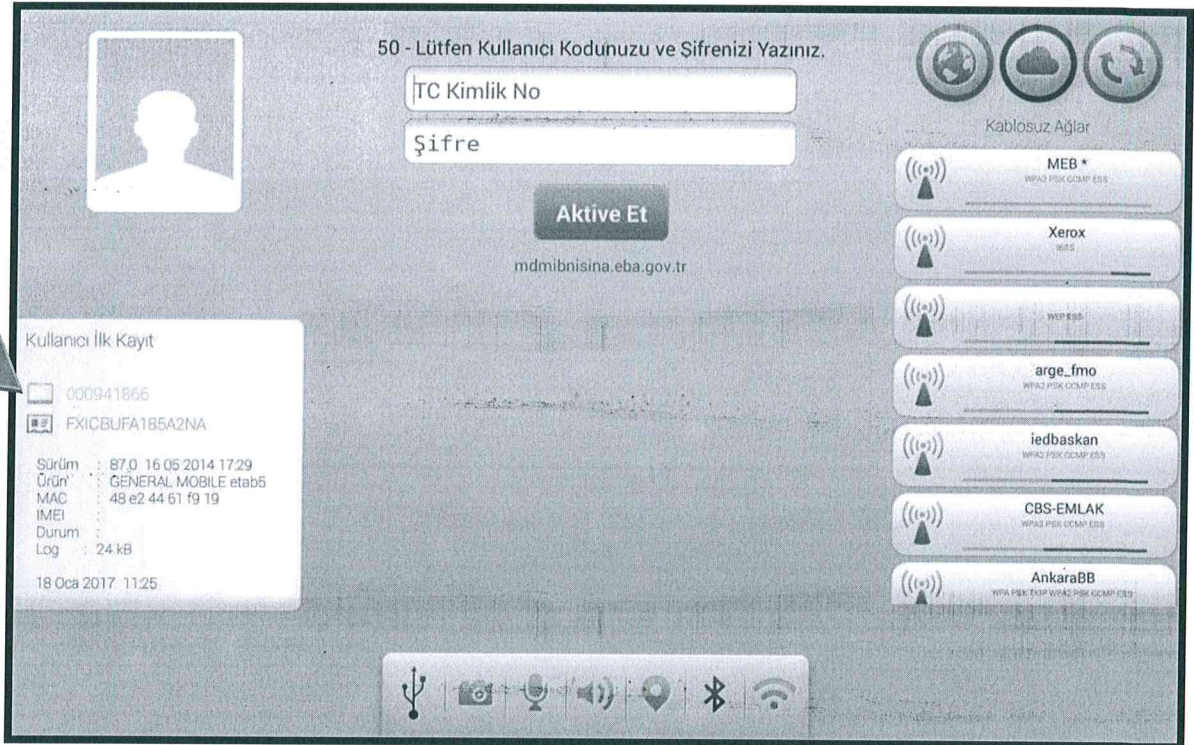 50 - Lütfen Kullanıcı Kodunuzu ve Şifrenizi Yazınız.
TC Kimlik No
Şifre
Aktive Et
mdmibnisina.eba.gov.tr
Kullanıcı İlk Kayıt
000941866
FXICBUFA185A2NA
Sürüm : 87.0 16 05 2014 17:29
Ürün : GENERAL MOBILE etab5
MAC : 48 e2 44 61 f9 19
IMEI :
Durum :
Log : 24 kB
18 Oca 2017 11:25
Kablosuz Ağlar
MEB *
WPA2 PSK CCMP ESS
Xerox
IBSS
WEP ESS
arge_fmo
WPA2 PSK CCMP ESS
iedbaskan
WPA2 PSK CCMP ESS
CBS-EMLAK
WPA2 PSK CCMP ESS
AnkaraBB
WPA PSK TKIP WPA2 PSK CCMP ESS